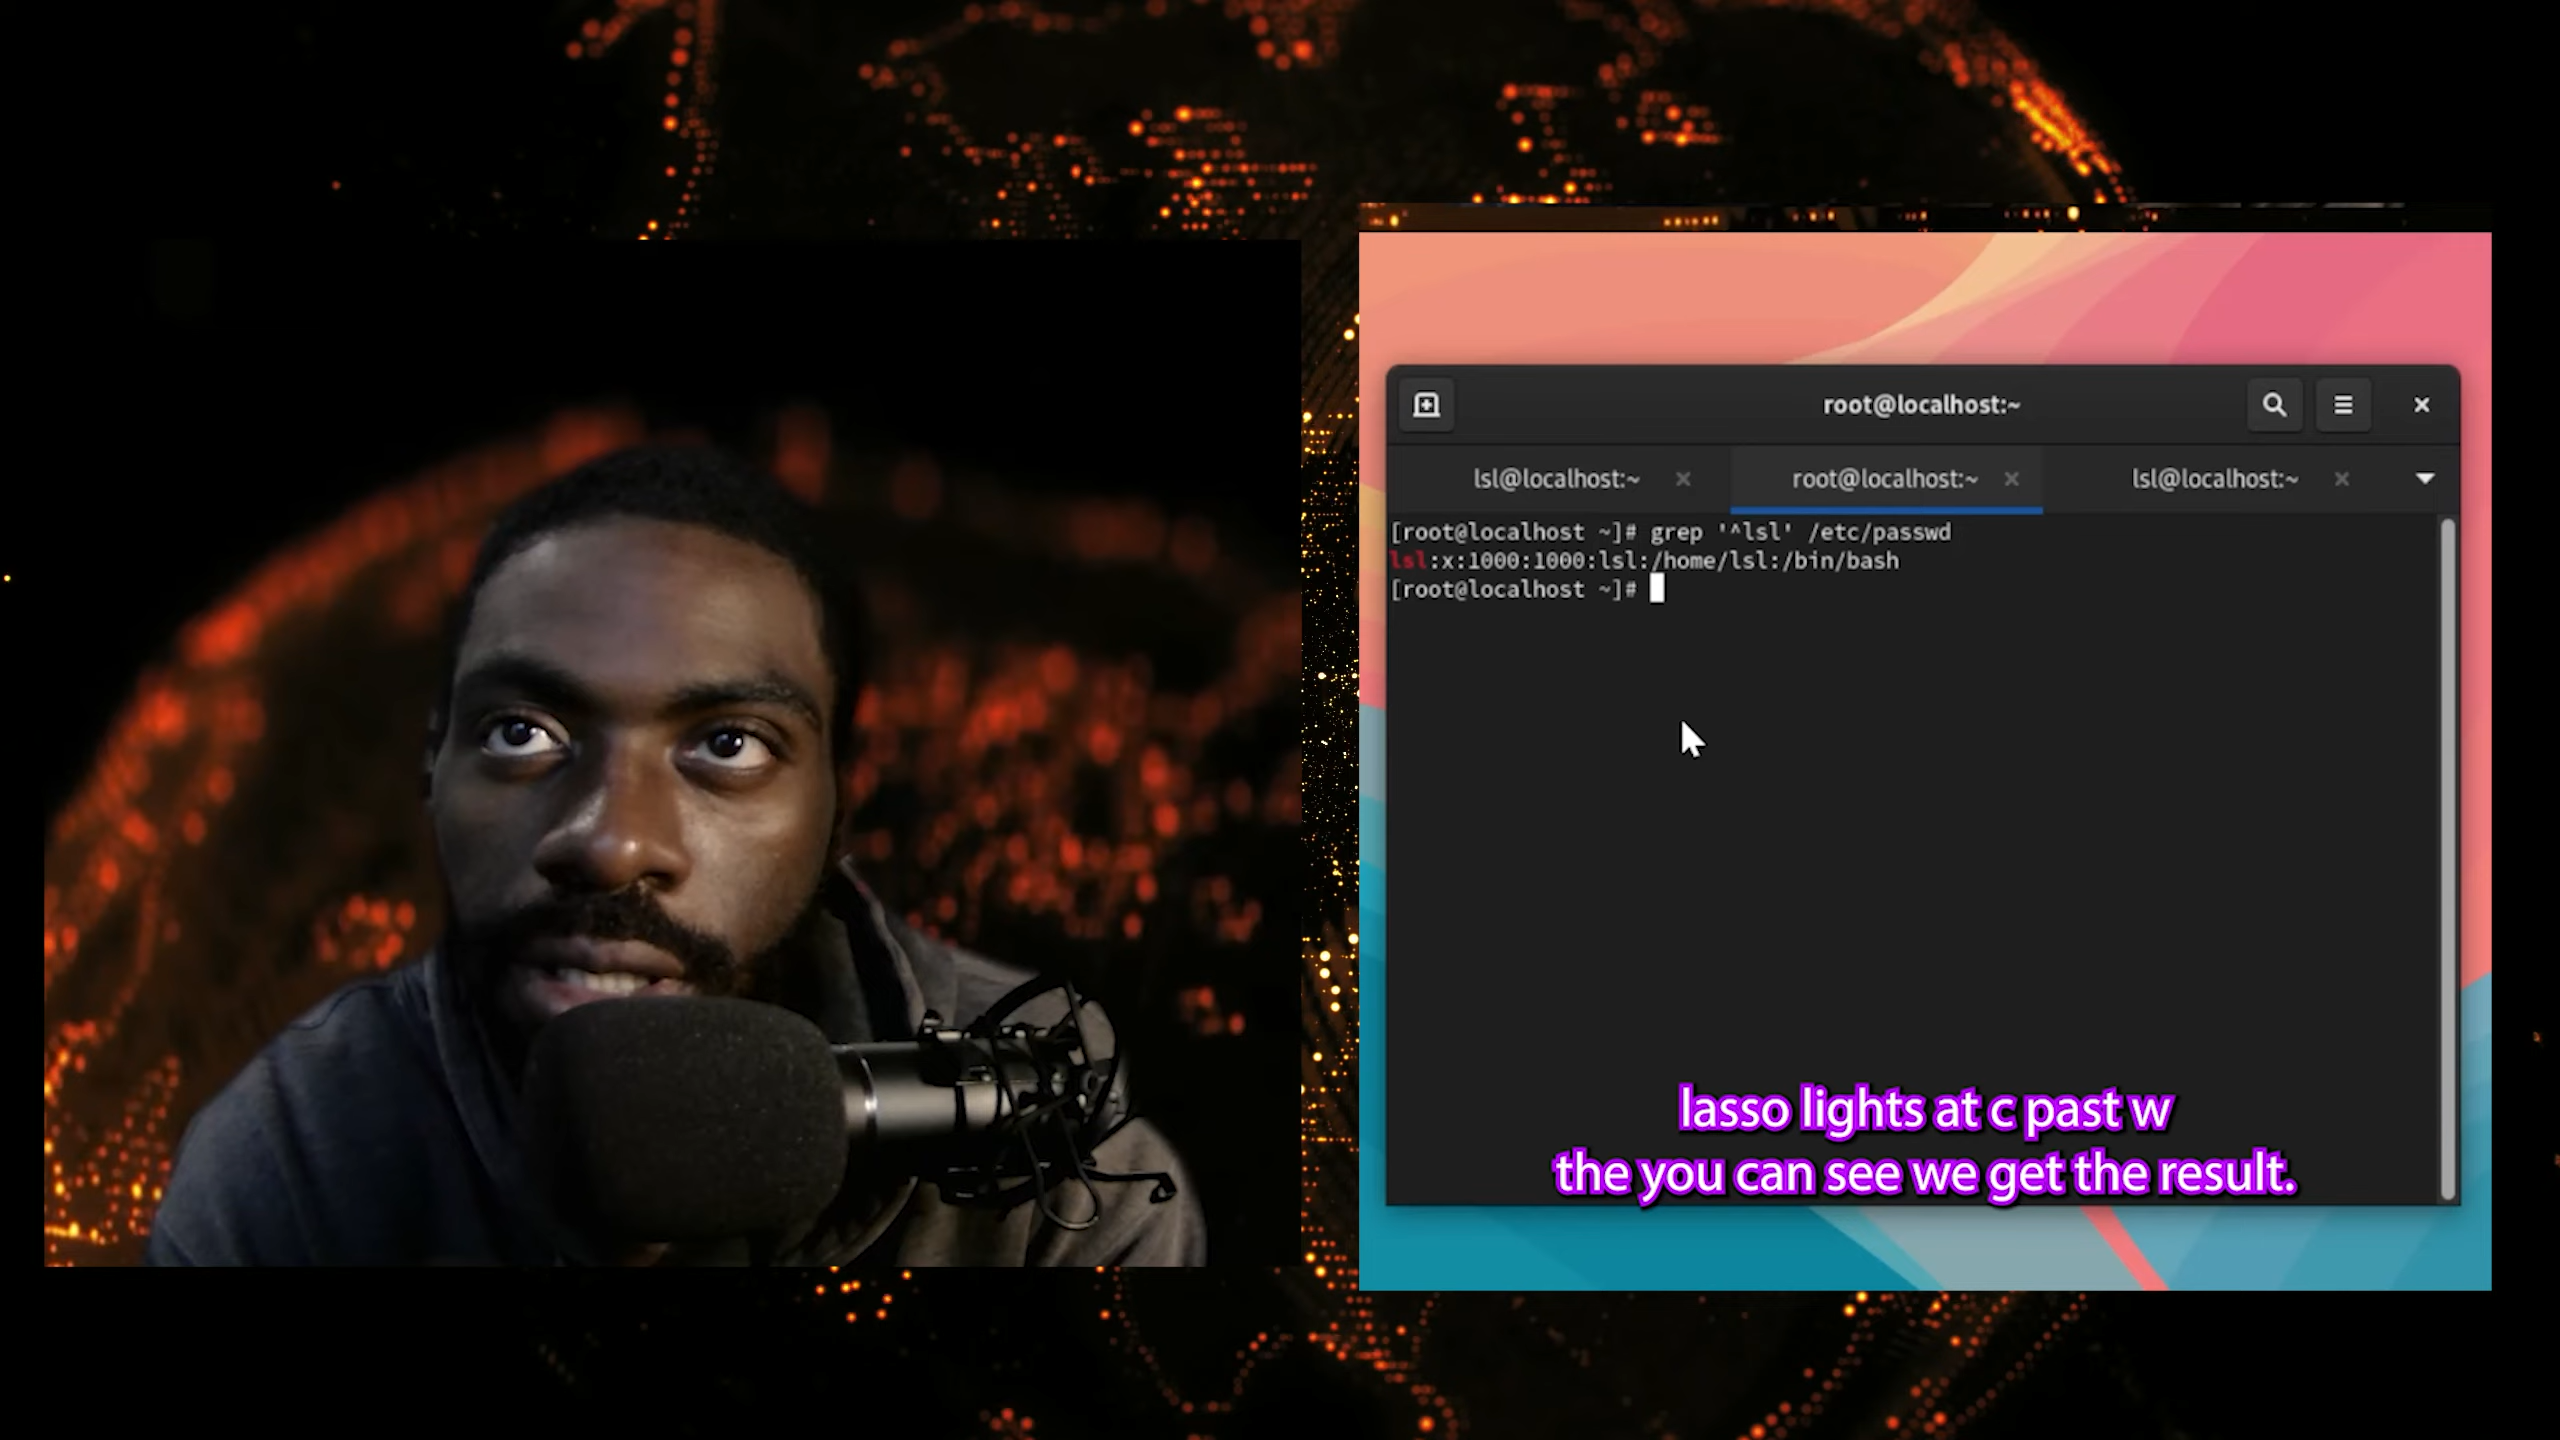 root@localhost:~
lsl@localhost:~ root@localhost:~ lsl@localhost:~
[root@localhost ~]# grep '^lsl' /etc/passwd
lsl:x:1000:1000:lsl:/home/lsl:/bin/bash
[root@localhost ~]#
lasso lights at c past w
the you can see we get the result.